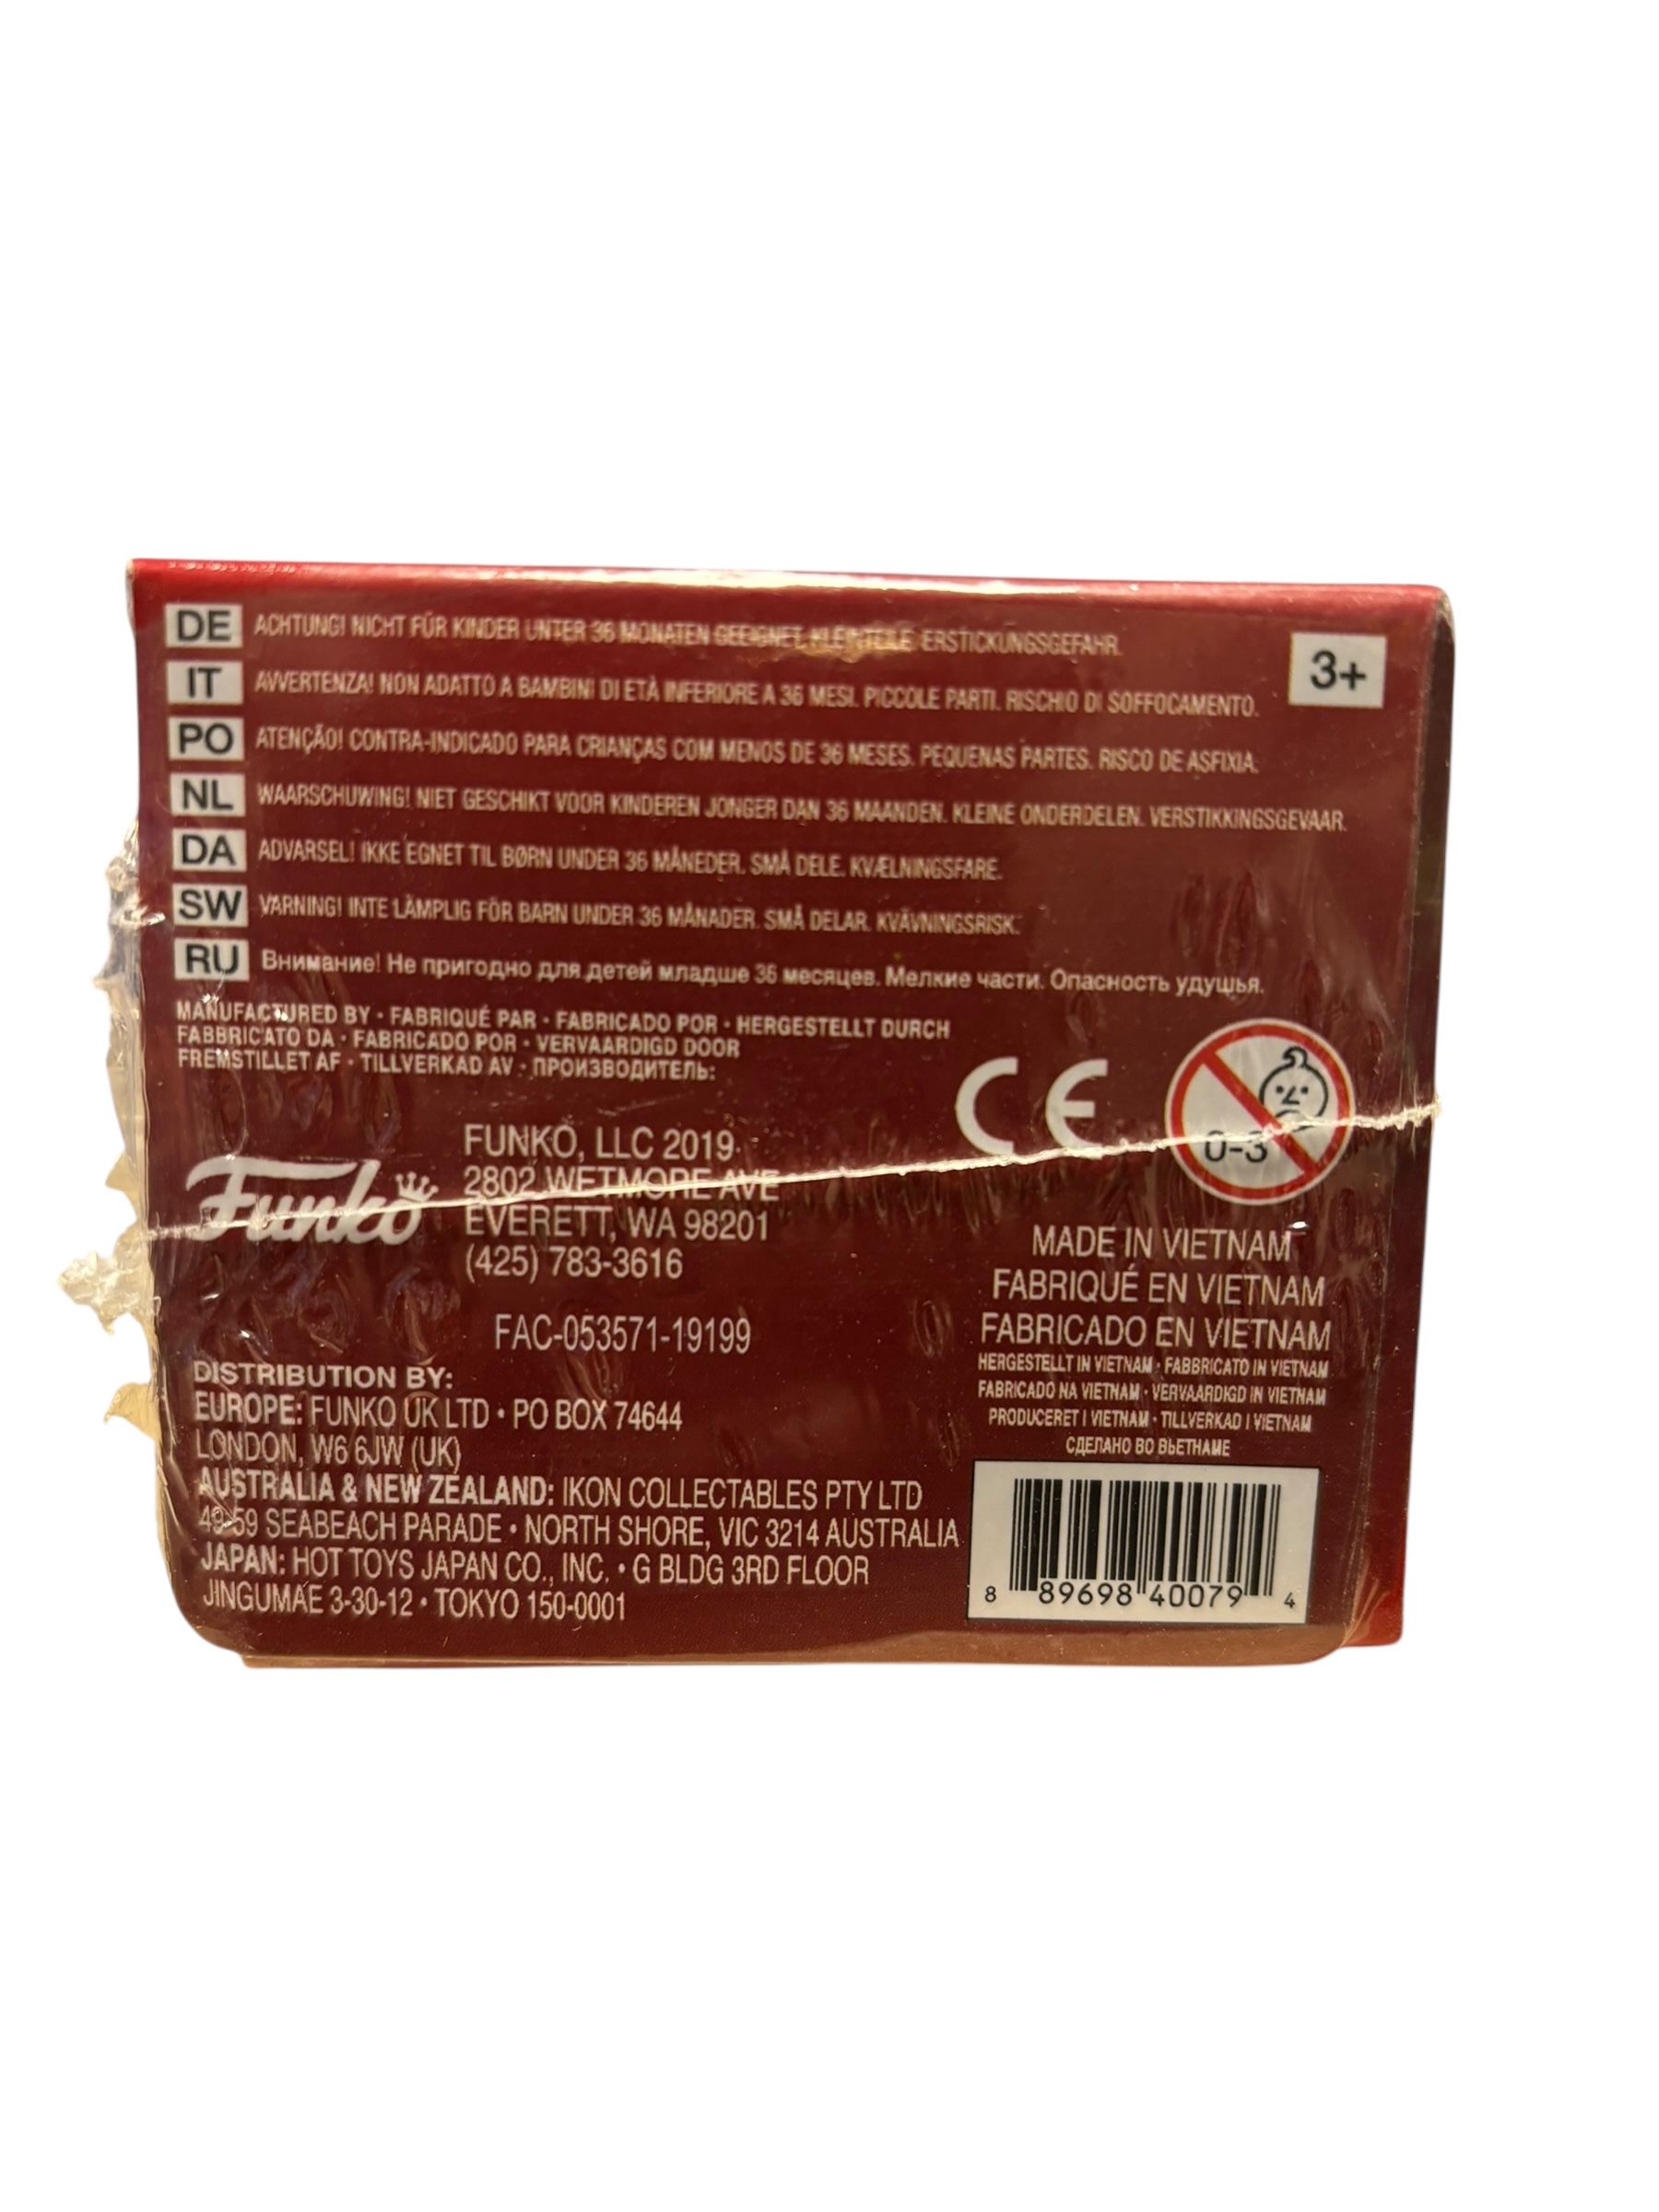 DE ACHTUNG! NICHT FÜR KINDER UNTER 36 MONATEN GEEIGNET. KLEINTEILE. ERSTICKUNGSGEFAHR.
3+
IT AVVERTENZA! NON ADATTO A BAMBINI DI ETÀ INFERIORE A 36 MESI. PICCOLE PARTI. RISCHIO DI SOFFOCAMENTO.
PO ATENÇÃO! CONTRA-INDICADO PARA CRIANÇAS COM MENOS DE 36 MESES. PEQUENAS PARTES. RISCO DE ASFIXIA.
NL WAARSCHUWING! NIET GESCHIKT VOOR KINDEREN JONGER DAN 36 MAANDEN. KLEINE ONDERDELEN. VERSTIKKINGSGEVAAR.
DA ADVARSEL! IKKE EGNET TIL BØRN UNDER 36 MÅNEDER. SMÅ DELE. KVÆLNINGSFARE.
SW VARNING! INTE LÄMPLIG FÖR BARN UNDER 36 MÅNADER. SMÅ DELAR. KVÄVNINGSRISK.
RU Внимание! Не пригодно для детей младше 36 месяцев. Мелкие части. Опасность удушья.
MANUFACTURED BY • FABRIQUÉ PAR • FABRICADO POR • HERGESTELLT DURCH
FABBRICATO DA • FABRICADO POR • VERVAARDIGD DOOR
FREMSTILLET AF • TILLVERKAD AV • ПРОИЗВОДИТЕЛЬ:
CE
0-3
Funko
FUNKO, LLC 2019
2802 WETMORE AVE
EVERETT, WA 98201
(425) 783-3616
FAC-053571-19199
MADE IN VIETNAM
FABRIQUÉ EN VIETNAM
FABRICADO EN VIETNAM
HERGESTELLT IN VIETNAM • FABBRICATO IN VIETNAM
FABRICADO NA VIETNAM • VERVAARDIGD IN VIETNAM
PRODUCERET I VIETNAM • TILLVERKAD I VIETNAM
СДЕЛАНО ВО ВЬЕТНАМЕ
DISTRIBUTION BY:
EUROPE: FUNKO UK LTD • PO BOX 74644
LONDON, W6 6JW (UK)
AUSTRALIA & NEW ZEALAND: IKON COLLECTABLES PTY LTD
49-59 SEABEACH PARADE • NORTH SHORE, VIC 3214 AUSTRALIA
JAPAN: HOT TOYS JAPAN CO., INC. • G BLDG 3RD FLOOR
JINGUMAE 3-30-12 • TOKYO 150-0001
8 89698 40079 4